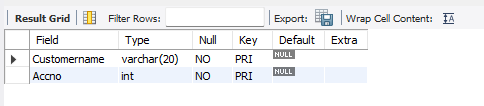 Result Grid Filter Rows: Export: Wrap Cell Content: IA
Field Type Null Key Default Extra
Customername varchar(20) NO PRI NULL
Accno int NO PRI NULL